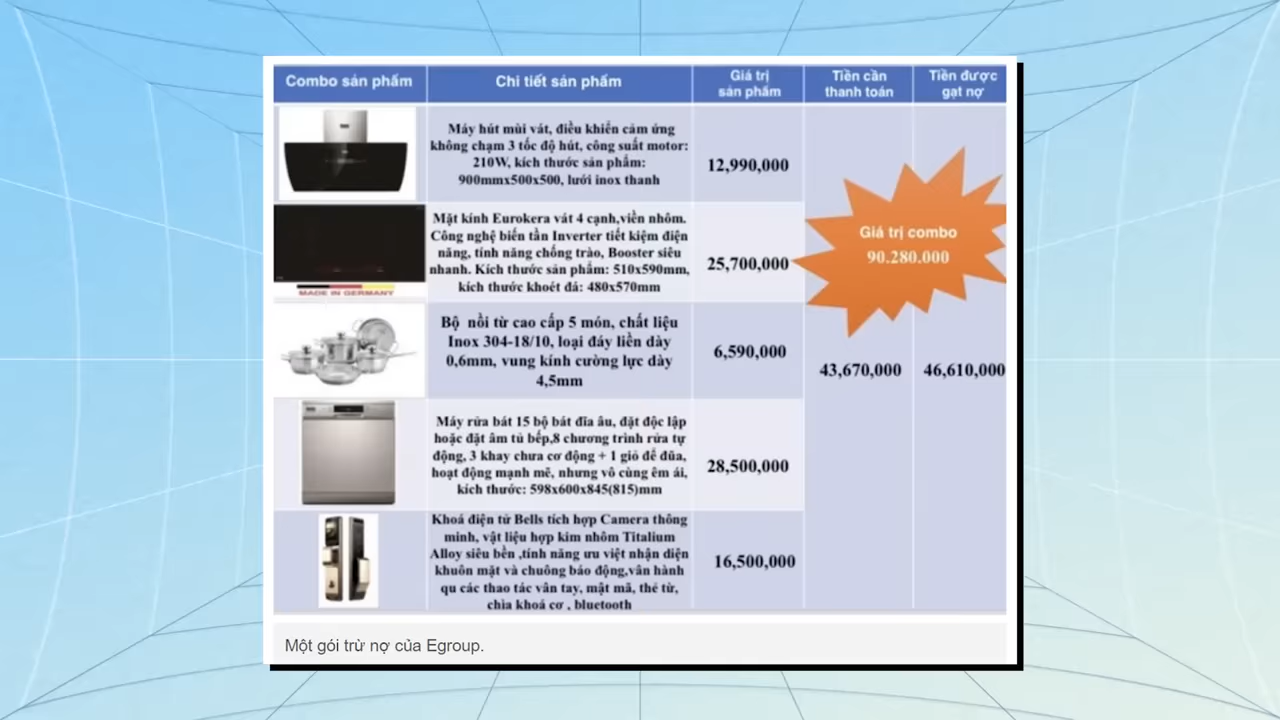 Combo sản phẩm
Chi tiết sản phẩm
Giá trị
sản phẩm
Tiền cần
thanh toán
Tiền được
gạt nợ
Máy hút mùi vát, điều khiển cảm ứng
không chạm 3 tốc độ hút, công suất motor:
210W, kích thước sản phẩm:
900mmx500x500, lưới inox thanh
12,990,000
Mặt kính Eurokera vát 4 cạnh,viền nhôm.
Công nghệ biến tần Inverter tiết kiệm điện
năng, tính năng chống trào, Booster siêu
nhanh. Kích thước sản phẩm: 510x590mm,
kích thước khoét đá: 480x570mm
25,700,000
MADE IN GERMANY
Giá trị combo
90.280.000
Bộ nồi từ cao cấp 5 món, chất liệu
Inox 304-18/10, loại đáy liền dày
0,6mm, vung kính cường lực dày
4,5mm
6,590,000
43,670,000
46,610,000
Máy rửa bát 15 bộ bát đĩa âu, đặt độc lập
hoặc đặt âm tủ bếp,8 chương trình rửa tự
động, 3 khay chưa cơ động + 1 giỏ để đũa,
hoạt động mạnh mẽ, nhưng vô cùng êm ái,
kích thước: 598x600x845(815)mm
28,500,000
Khoá điện tử Bells tích hợp Camera thông
minh, vật liệu hợp kim nhôm Titalium
Alloy siêu bền ,tính năng ưu việt nhận diện
khuôn mặt và chuông báo động,vân hành
qu các thao tác vân tay, mật mã, thẻ từ,
chìa khoá cơ , bluetooth
16,500,000
Một gói trừ nợ của Egroup.